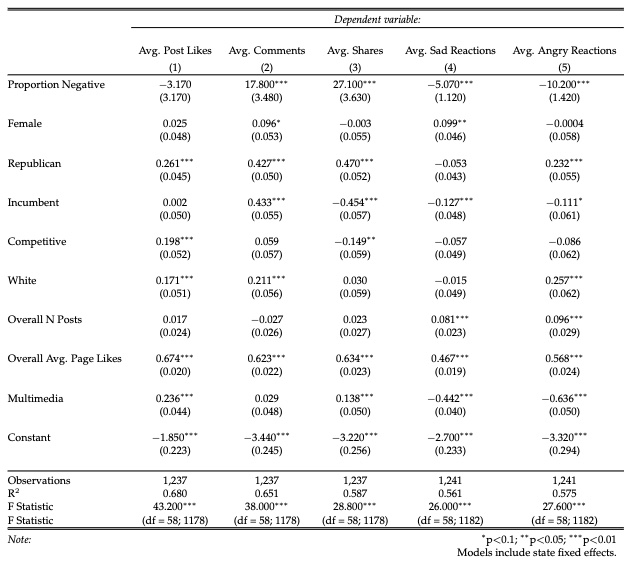 Dependent variable:
Avg. Post Likes Avg. Comments Avg. Shares Avg. Sad Reactions Avg. Angry Reactions
(1) (2) (3) (4) (5)
Proportion Negative −3.170 17.800*** 27.100*** −5.070*** −10.200***
(3.170) (3.480) (3.630) (1.120) (1.420)
Female 0.025 0.096* −0.003 0.099** −0.0004
(0.048) (0.053) (0.055) (0.046) (0.058)
Republican 0.261*** 0.427*** 0.470*** −0.053 0.232***
(0.045) (0.050) (0.052) (0.043) (0.055)
Incumbent 0.002 0.433*** −0.454*** −0.127*** −0.111*
(0.050) (0.055) (0.057) (0.048) (0.061)
Competitive 0.198*** 0.059 −0.149** −0.057 −0.086
(0.052) (0.057) (0.059) (0.049) (0.062)
White 0.171*** 0.211*** 0.030 −0.015 0.257***
(0.051) (0.056) (0.059) (0.049) (0.062)
Overall N Posts 0.017 −0.027 0.023 0.081*** 0.096***
(0.024) (0.026) (0.027) (0.023) (0.029)
Overall Avg. Page Likes 0.674*** 0.623*** 0.634*** 0.467*** 0.568***
(0.020) (0.022) (0.023) (0.019) (0.024)
Multimedia 0.236*** 0.029 0.138*** −0.442*** −0.636***
(0.044) (0.048) (0.050) (0.040) (0.050)
Constant −1.850*** −3.440*** −3.220*** −2.700*** −3.320***
(0.223) (0.245) (0.256) (0.233) (0.294)
Observations 1,237 1,237 1,237 1,241 1,241
R² 0.680 0.651 0.587 0.561 0.575
F Statistic 43.200*** 38.000*** 28.800*** 26.000*** 27.600***
F Statistic (df = 58; 1178) (df = 58; 1178) (df = 58; 1178) (df = 58; 1182) (df = 58; 1182)
Note: *p<0.1; **p<0.05; ***p<0.01
Models include state fixed effects.